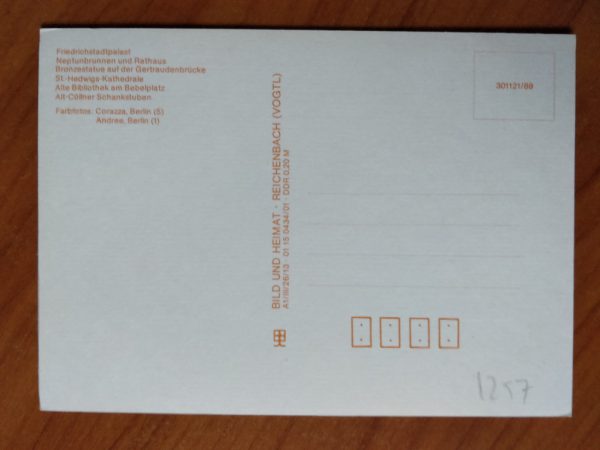 Friedrichstadtpalast
Neptunbrunnen und Rathaus
Bronzestatue auf der Gertraudenbrücke
St.-Hedwigs-Kathedrale
Alte Bibliothek am Bebelplatz
Alt-Cöllner Schankstuben
Farbfotos: Corazza, Berlin (5)
Andree, Berlin (1)
BILD UND HEIMAT · REICHENBACH (VOGTL)
A1/III/26/13 · 01 15 0434/01 · DDR 0,20 M
301121/89
1257